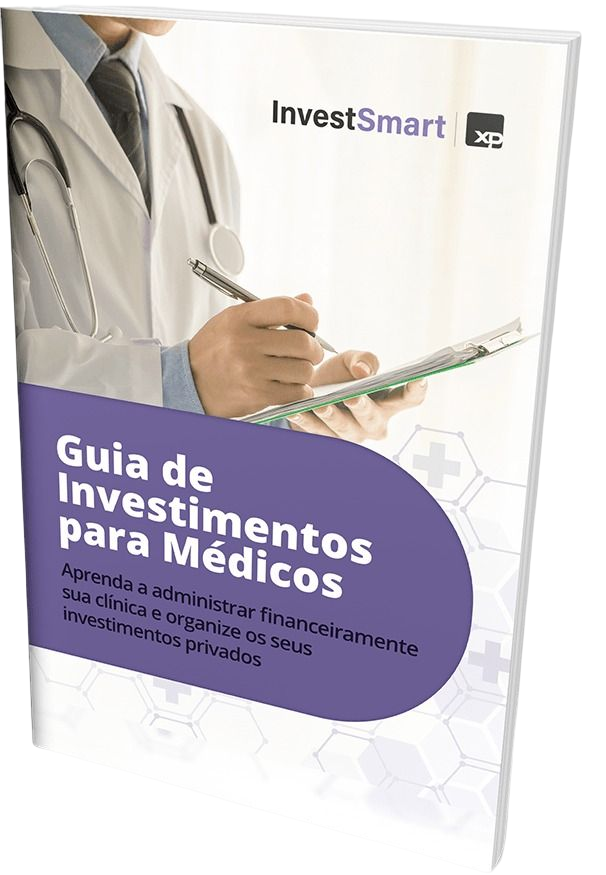 InvestSmart
xp
Guia de
Investimentos
para Médicos
Aprenda a administrar financeiramente
sua clínica e organize os seus
investimentos privados